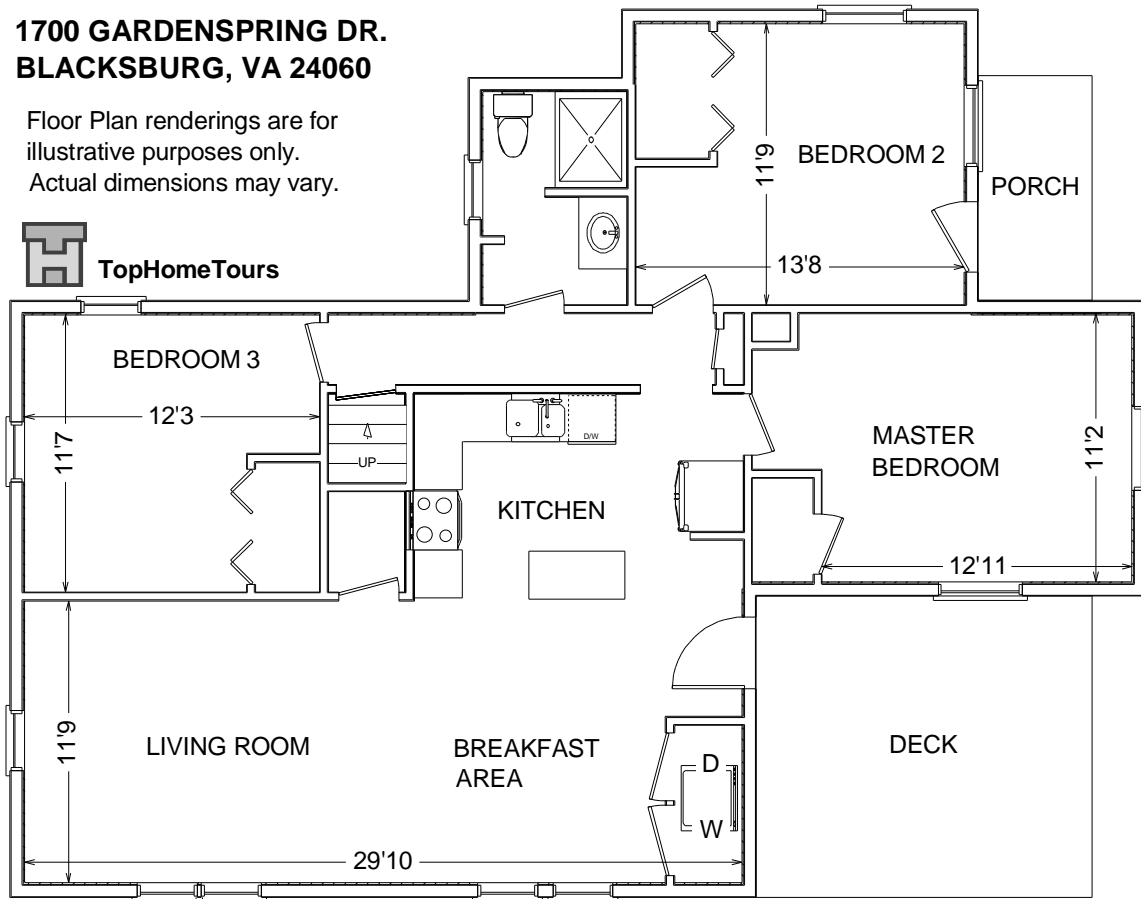 1700 GARDENSPRING DR.
BLACKSBURG, VA 24060
Floor Plan renderings are for
illustrative purposes only.
Actual dimensions may vary.
TopHomeTours
BEDROOM 2
11'9
13'8
PORCH
BEDROOM 3
12'3
11'7
UP
D/W
KITCHEN
MASTER
BEDROOM
11'2
12'11
LIVING ROOM
11'9
BREAKFAST
AREA
D
W
DECK
29'10